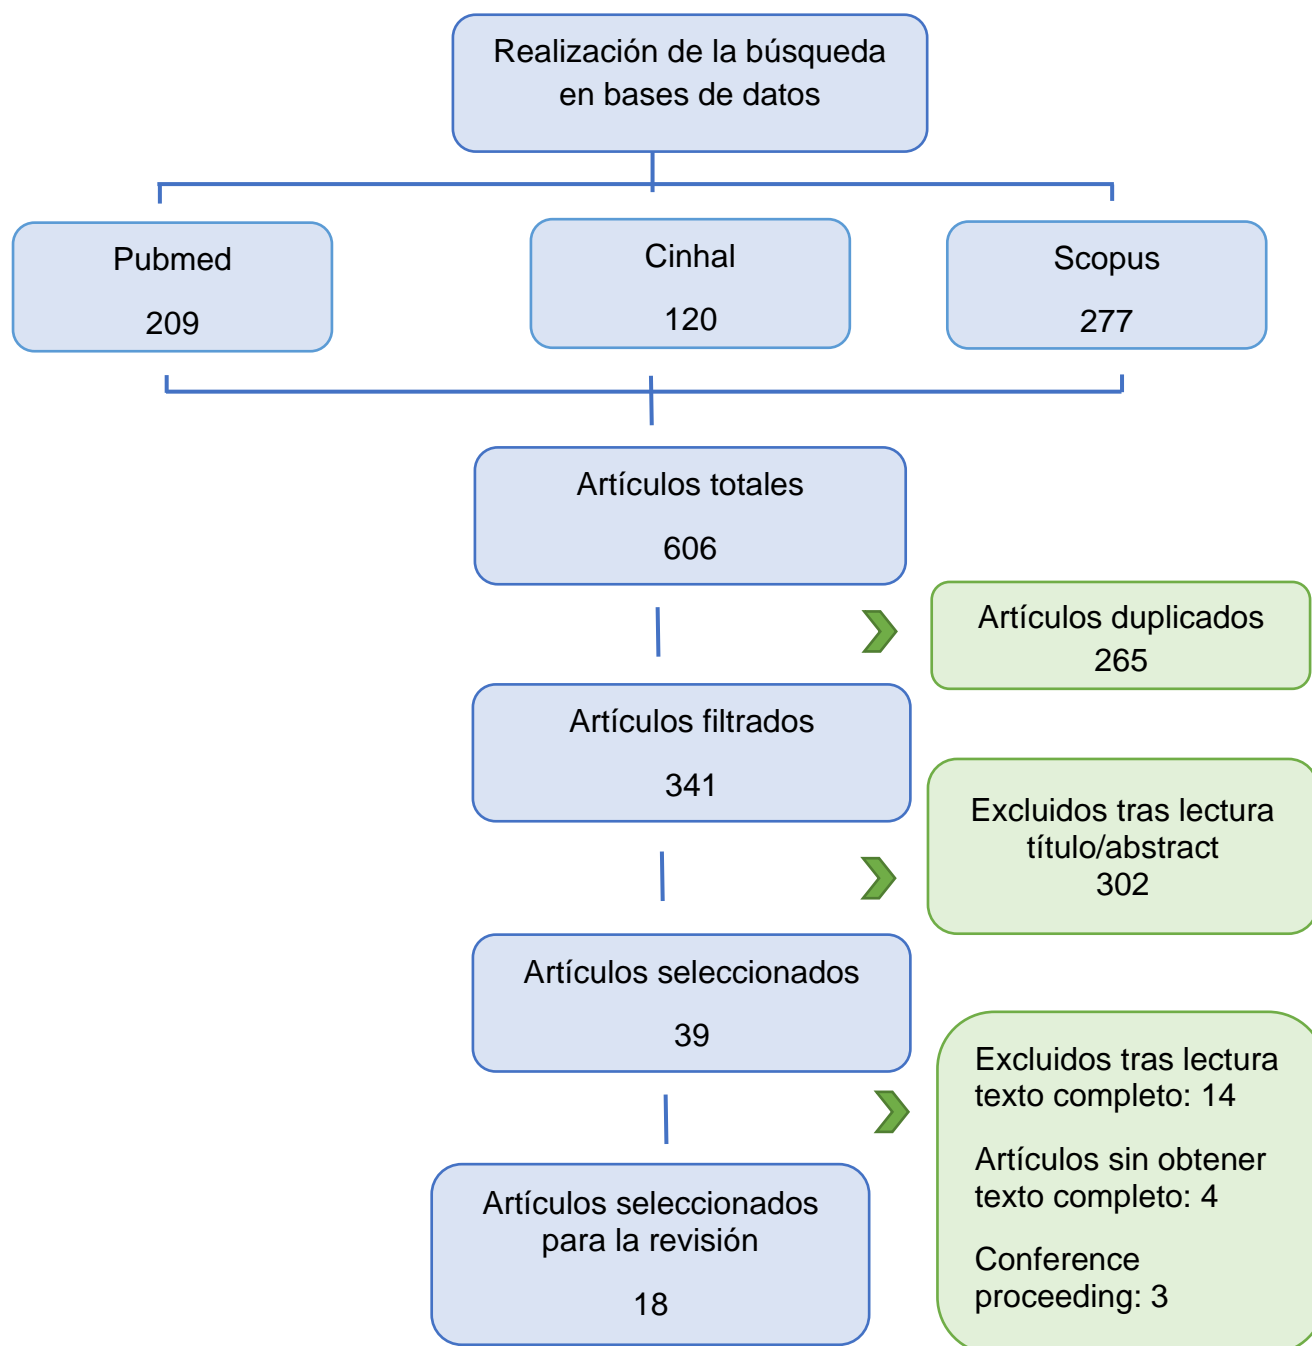 Realización de la búsqueda
en bases de datos
Pubmed
209
Cinhal
120
Scopus
277
Artículos totales
606
Artículos duplicados
265
Artículos filtrados
341
Excluidos tras lectura
título/abstract
302
Artículos seleccionados
39
Excluidos tras lectura
texto completo: 14
Artículos sin obtener
texto completo: 4
Conference
proceeding: 3
Artículos seleccionados
para la revisión
18